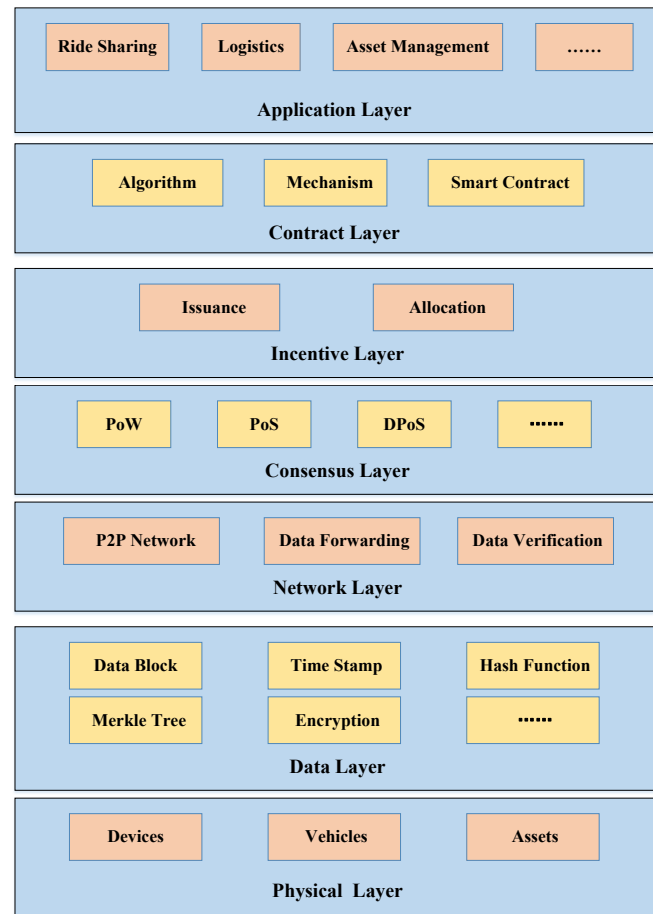 Ride Sharing Logistics Asset Management ......
Application Layer
Algorithm Mechanism Smart Contract
Contract Layer
Issuance Allocation
Incentive Layer
PoW PoS DPoS ......
Consensus Layer
P2P Network Data Forwarding Data Verification
Network Layer
Data Block Time Stamp Hash Function
Merkle Tree Encryption ......
Data Layer
Devices Vehicles Assets
Physical Layer